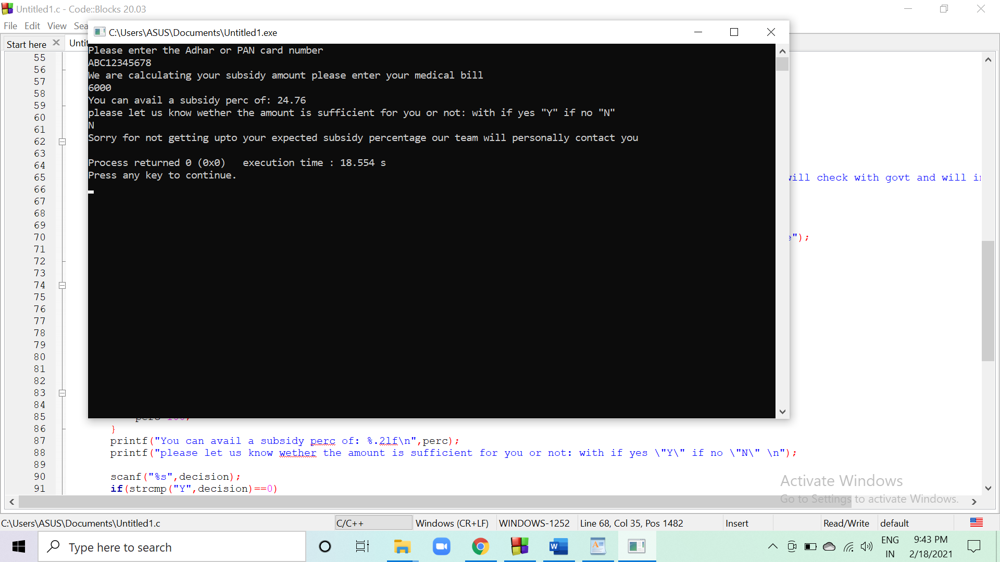 Untitled1.c - Code::Blocks 20.03
File Edit View Sea
C:\Users\ASUS\Documents\Untitled1.exe
Start here Untit
Please enter the Adhar or PAN card number
ABC12345678
We are calculating your subsidy amount please enter your medical bill
6000
You can avail a subsidy perc of: 24.76
please let us know wether the amount is sufficient for you or not: with if yes "Y" if no "N"
N
Sorry for not getting upto your expected subsidy percentage our team will personally contact you
Process returned 0 (0x0) execution time : 18.554 s
Press any key to continue.
55
56
57
58
59
60
61
62
63
64
65 will check with govt and will in
66
67
68
69
70 e");
71
72
73
74
75
76
77
78
79
80
81
82
83
84
85
86 }
87 printf("You can avail a subsidy perc of: %.2lf\n",perc);
88 printf("please let us know wether the amount is sufficient for you or not: with if yes \"Y\" if no \"N\" \n");
89
90 scanf("%s",decision);
91 if(strcmp("Y",decision)==0)
Activate Windows
Go to Settings to activate Windows.
C:\Users\ASUS\Documents\Untitled1.c C/C++ Windows (CR+LF) WINDOWS-1252 Line 68, Col 35, Pos 1482 Insert Read/Write default
Type here to search
ENG
IN
9:43 PM
2/18/2021